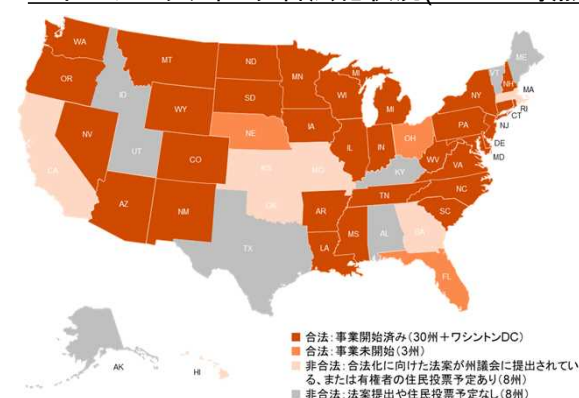 WA
MT
ND
MN
OR
ID
WY
SD
WI
MI
MI
NY
VT
NH
ME
MA
RI
CT
NJ
NV
UT
CO
NE
IA
IL
IN
OH
PA
DE
MD
WV
VA
KY
CA
AZ
NM
KS
MO
OK
AR
TN
NC
SC
TX
LA
MS
AL
GA
FL
AK
HI
合法:事業開始済み(30州+ワシントンDC)
合法:事業未開始(3州)
非合法:合法化に向けた法案が州議会に提出されてい
る、または有権者の住民投票予定あり(8州)
非合法:法案提出や住民投票予定なし(8州)